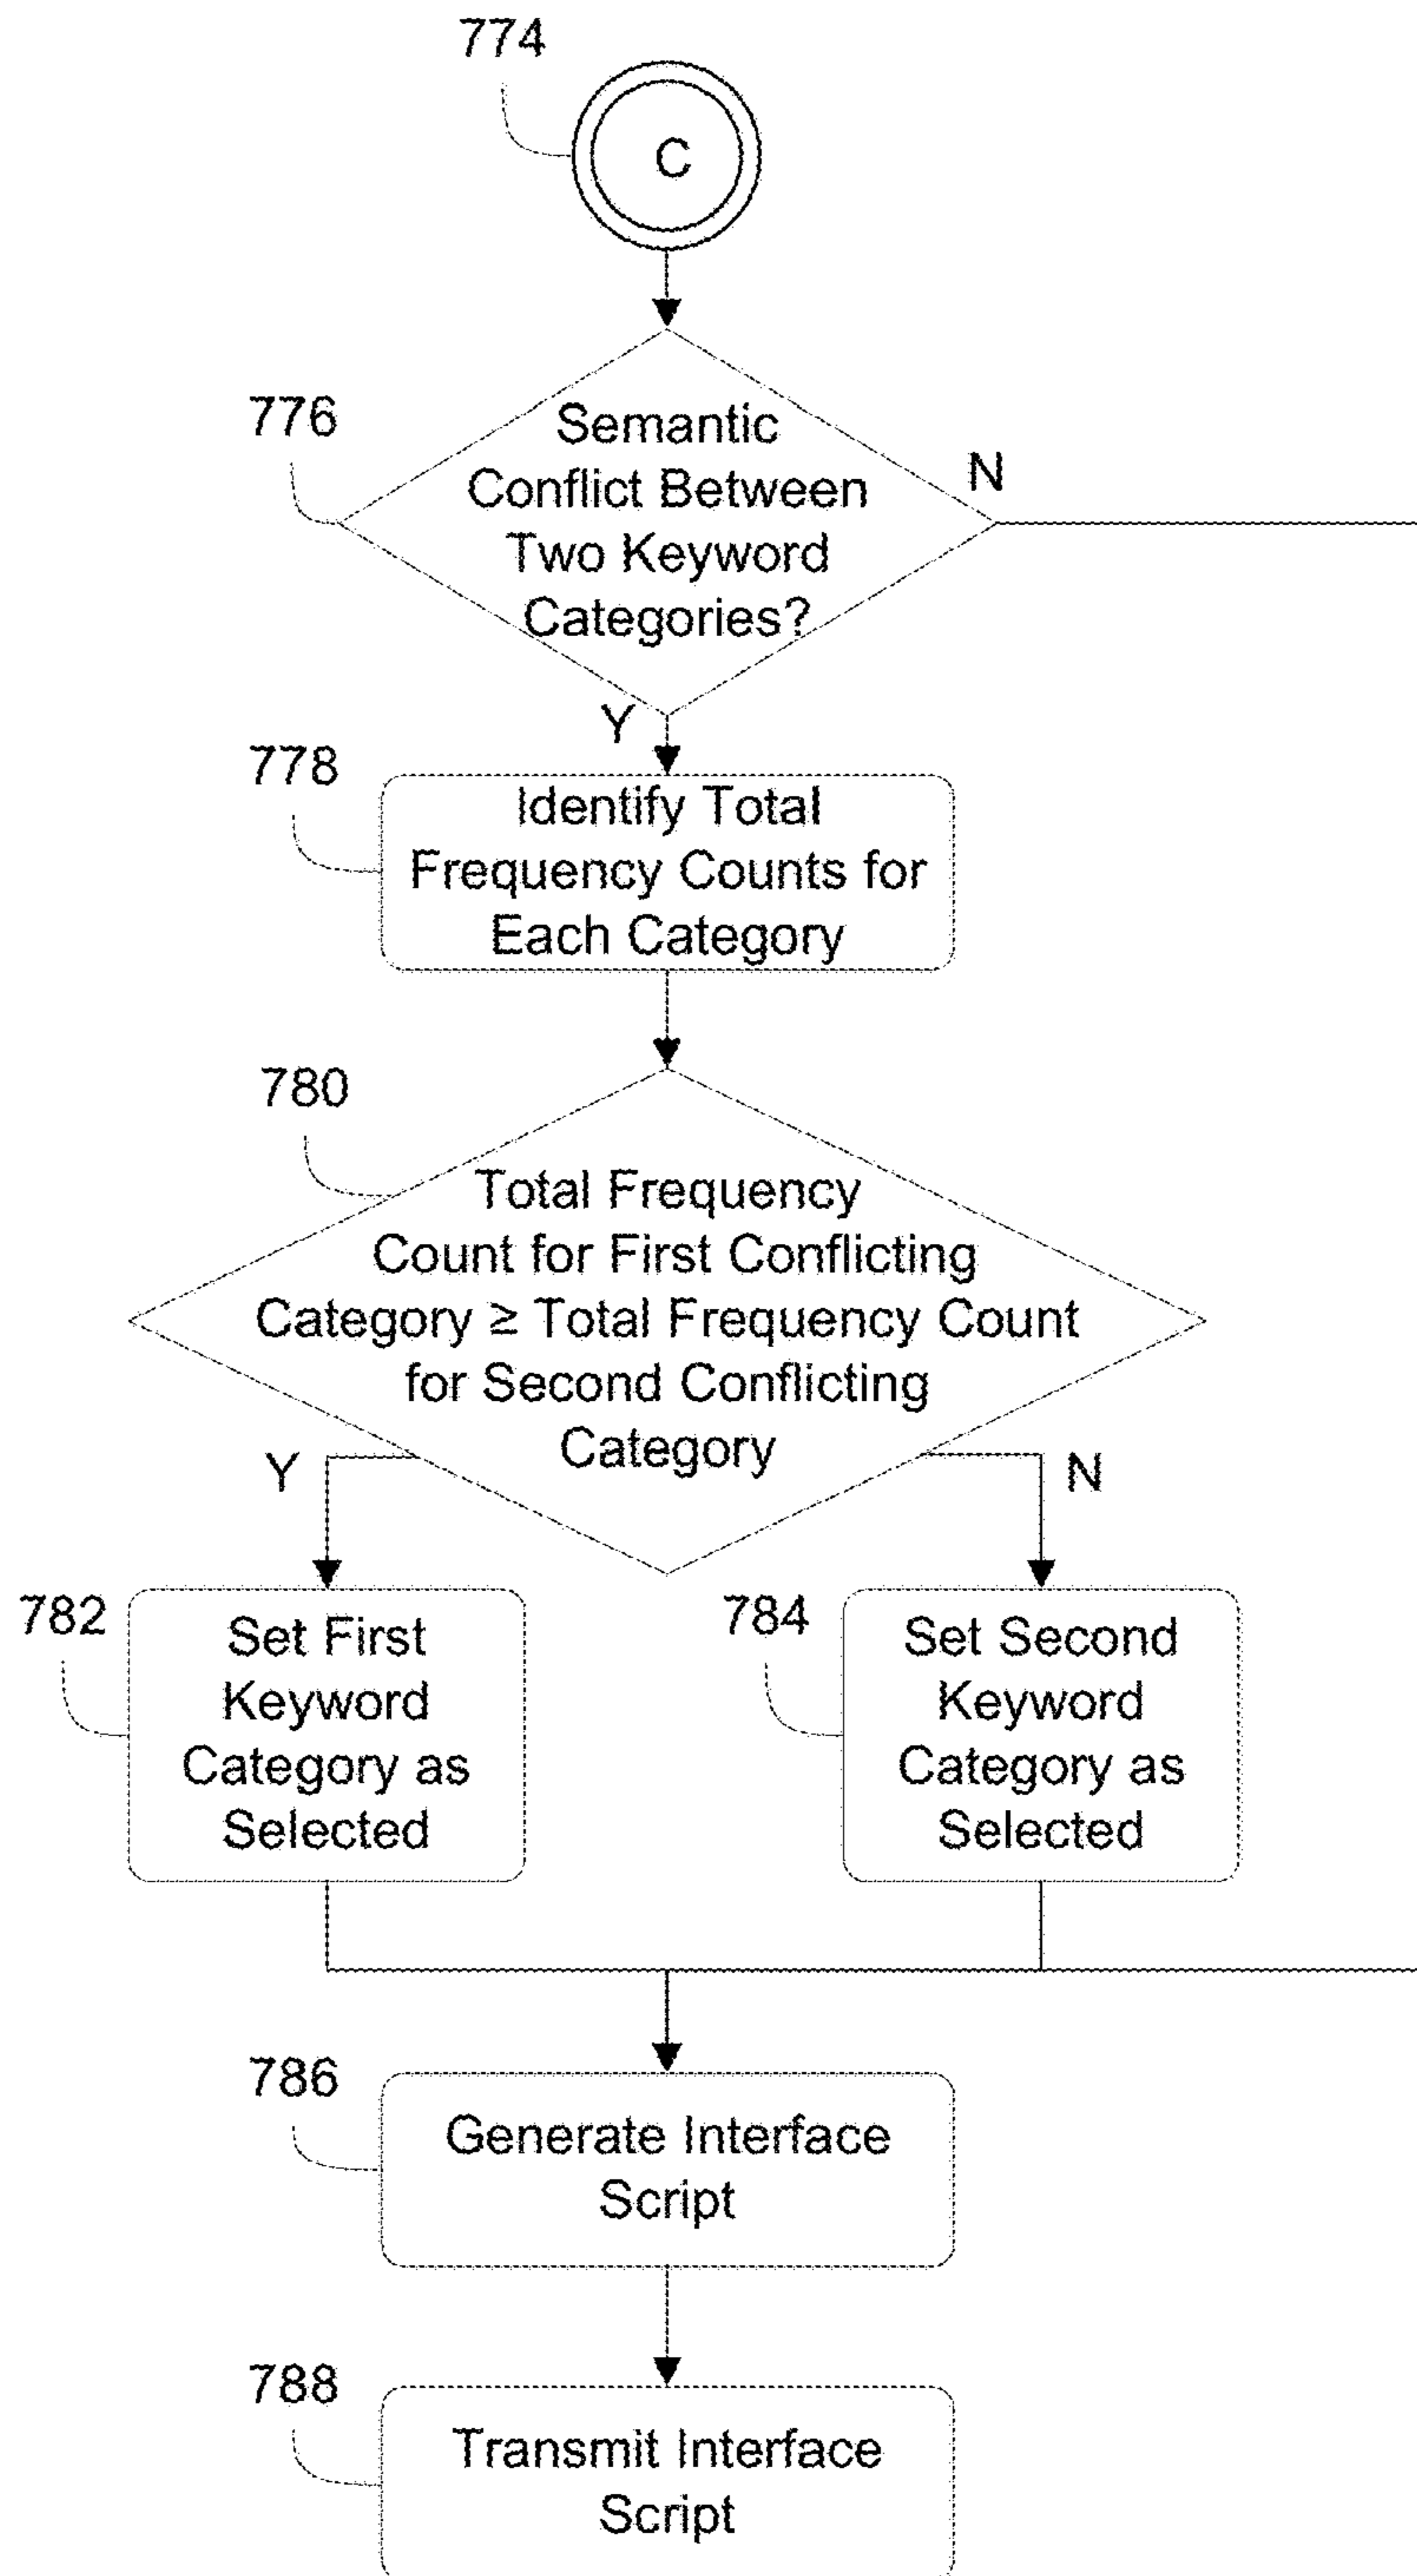 774
C
776
Semantic
Conflict Between
Two Keyword
Categories?
N
Y
778
Identify Total
Frequency Counts for
Each Category
780
Total Frequency
Count for First Conflicting
Category ≥ Total Frequency Count
for Second Conflicting
Category
Y
N
782
Set First
Keyword
Category as
Selected
784
Set Second
Keyword
Category as
Selected
786
Generate Interface
Script
788
Transmit Interface
Script